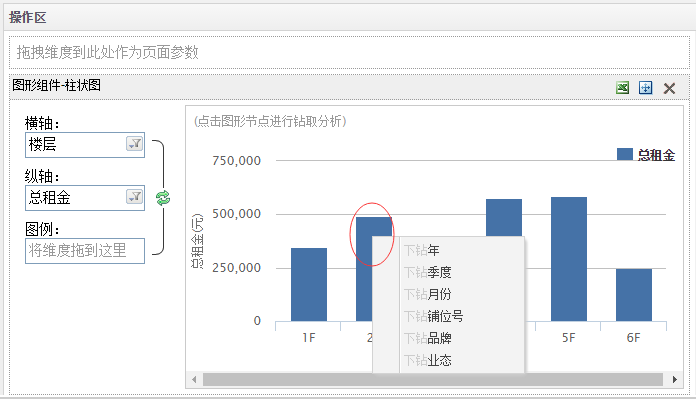 操作区
拖拽维度到此处作为页面参数
图形组件-柱状图
(点击图形节点进行钻取分析)
横轴:
楼层
纵轴:
总租金
图例:
将维度拖到这里
总租金
总租金(元)
750,000
500,000
250,000
0
1F
2
5F
6F
下钻年
下钻季度
下钻月份
下钻铺位号
下钻品牌
下钻业态